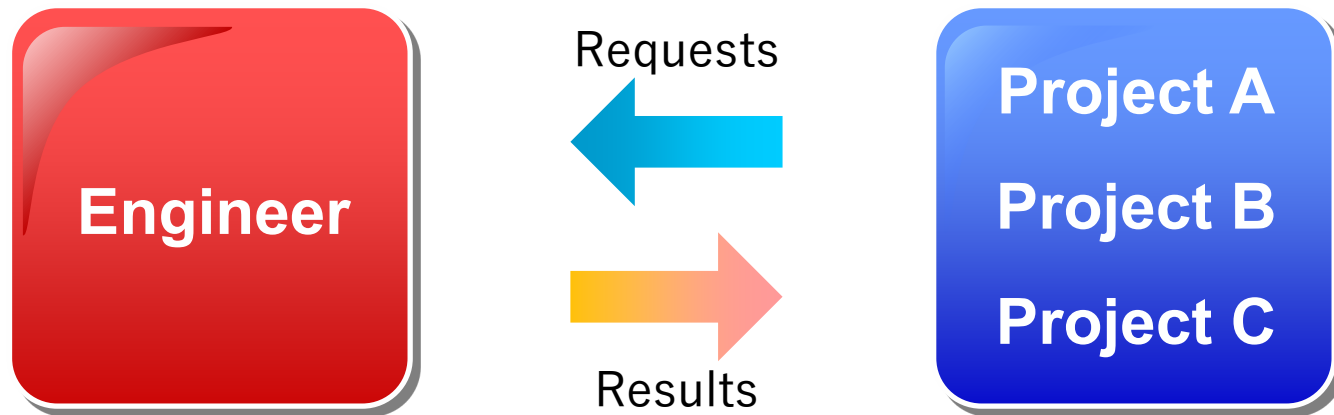 Engineer
Requests
Results
Project A
Project B
Project C